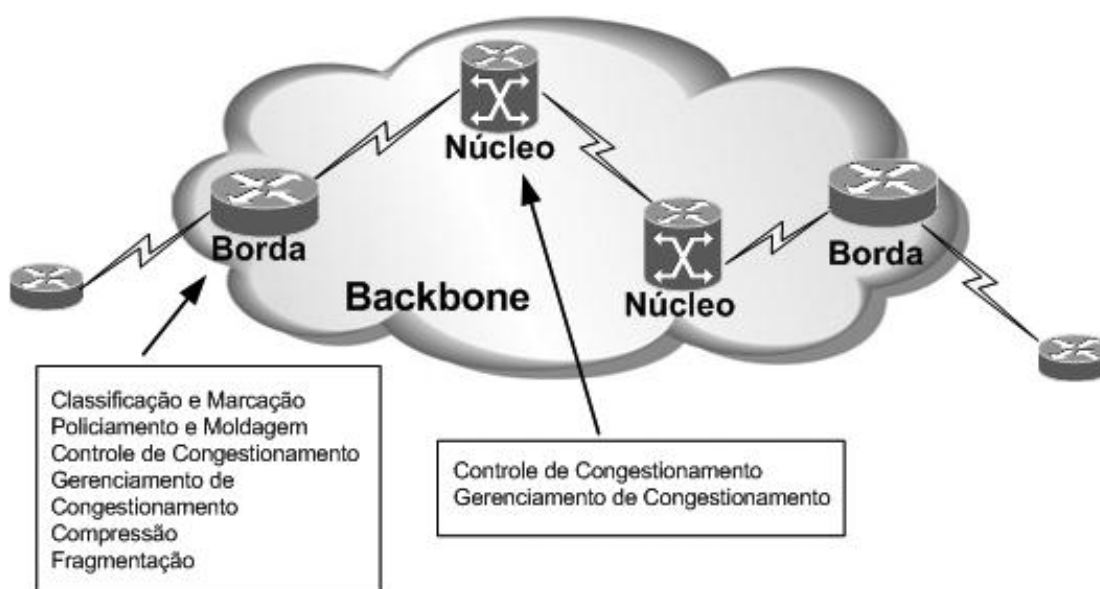 Núcleo
Borda
Núcleo
Borda
Backbone
Classificação e Marcação
Policiamento e Moldagem
Controle de Congestionamento
Gerenciamento de
Congestionamento
Compressão
Fragmentação
Controle de Congestionamento
Gerenciamento de Congestionamento